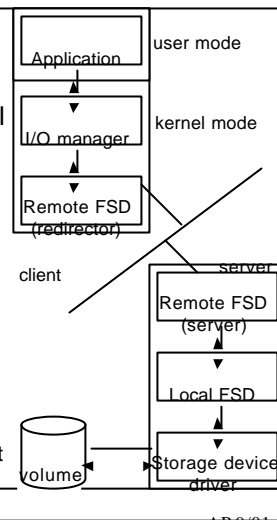 user mode
Application
l
kernel mode
I/O manager
Remote FSD
(redirector)
client
server
Remote FSD
(server)
Local FSD
t
volume
Storage device
driver